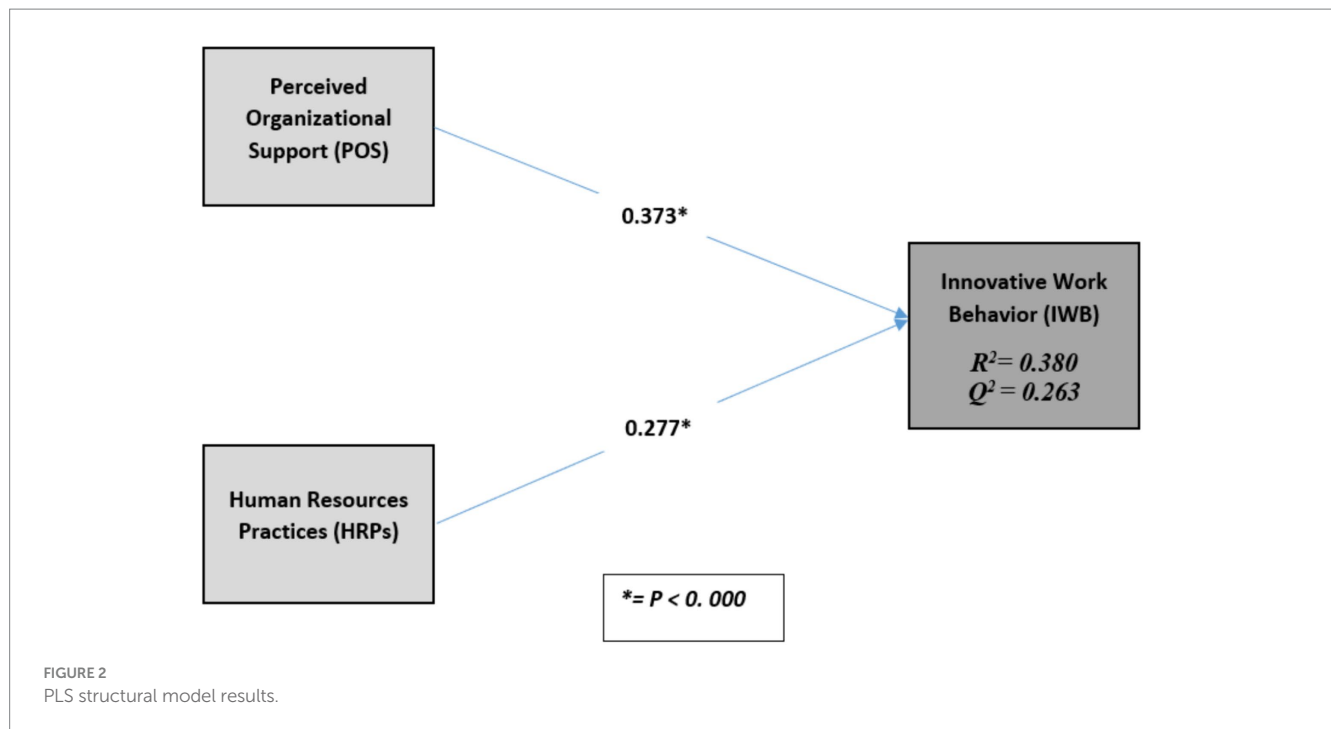 Perceived
Organizational
Support (POS)
0.373*
Innovative Work
Behavior (IWB)
R²= 0.380
Q² = 0.263
0.277*
Human Resources
Practices (HRPs)
*= P < 0. 000
FIGURE 2
PLS structural model results.